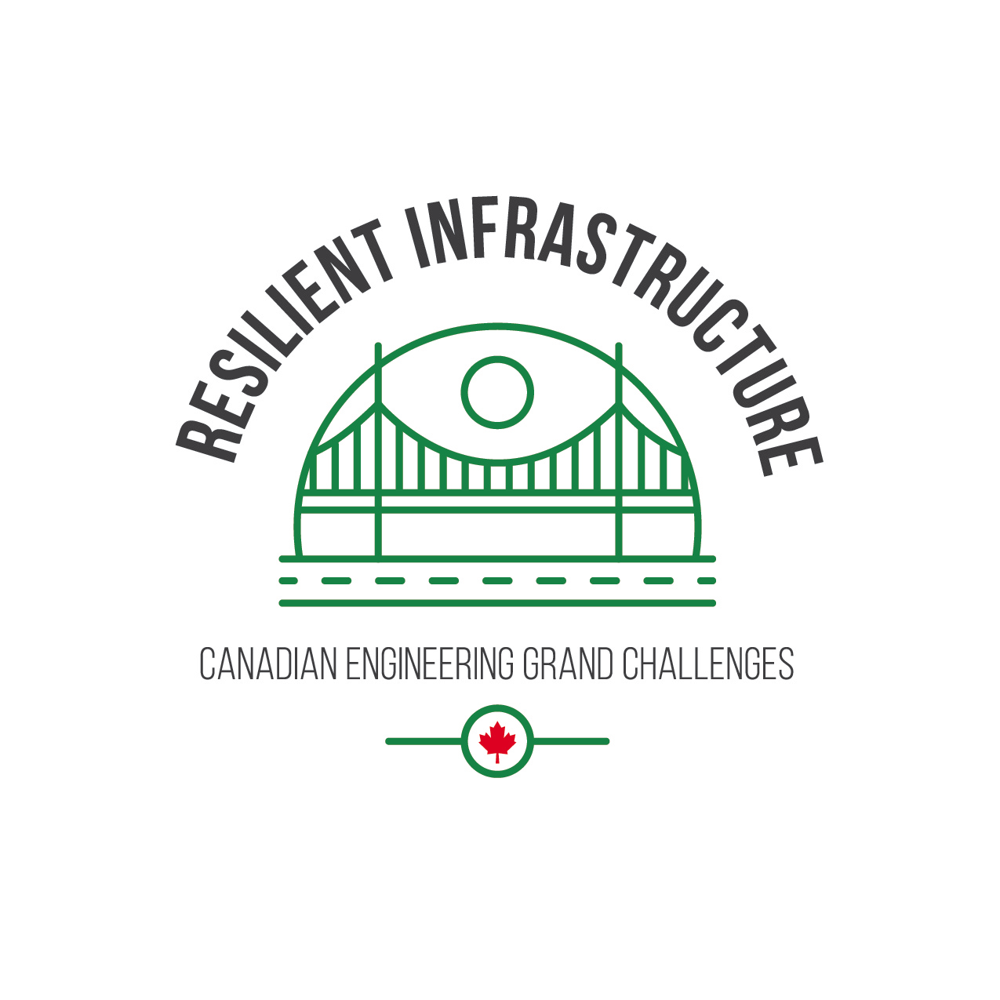 RESILIENT INFRASTRUCTURE
CANADIAN ENGINEERING GRAND CHALLENGES